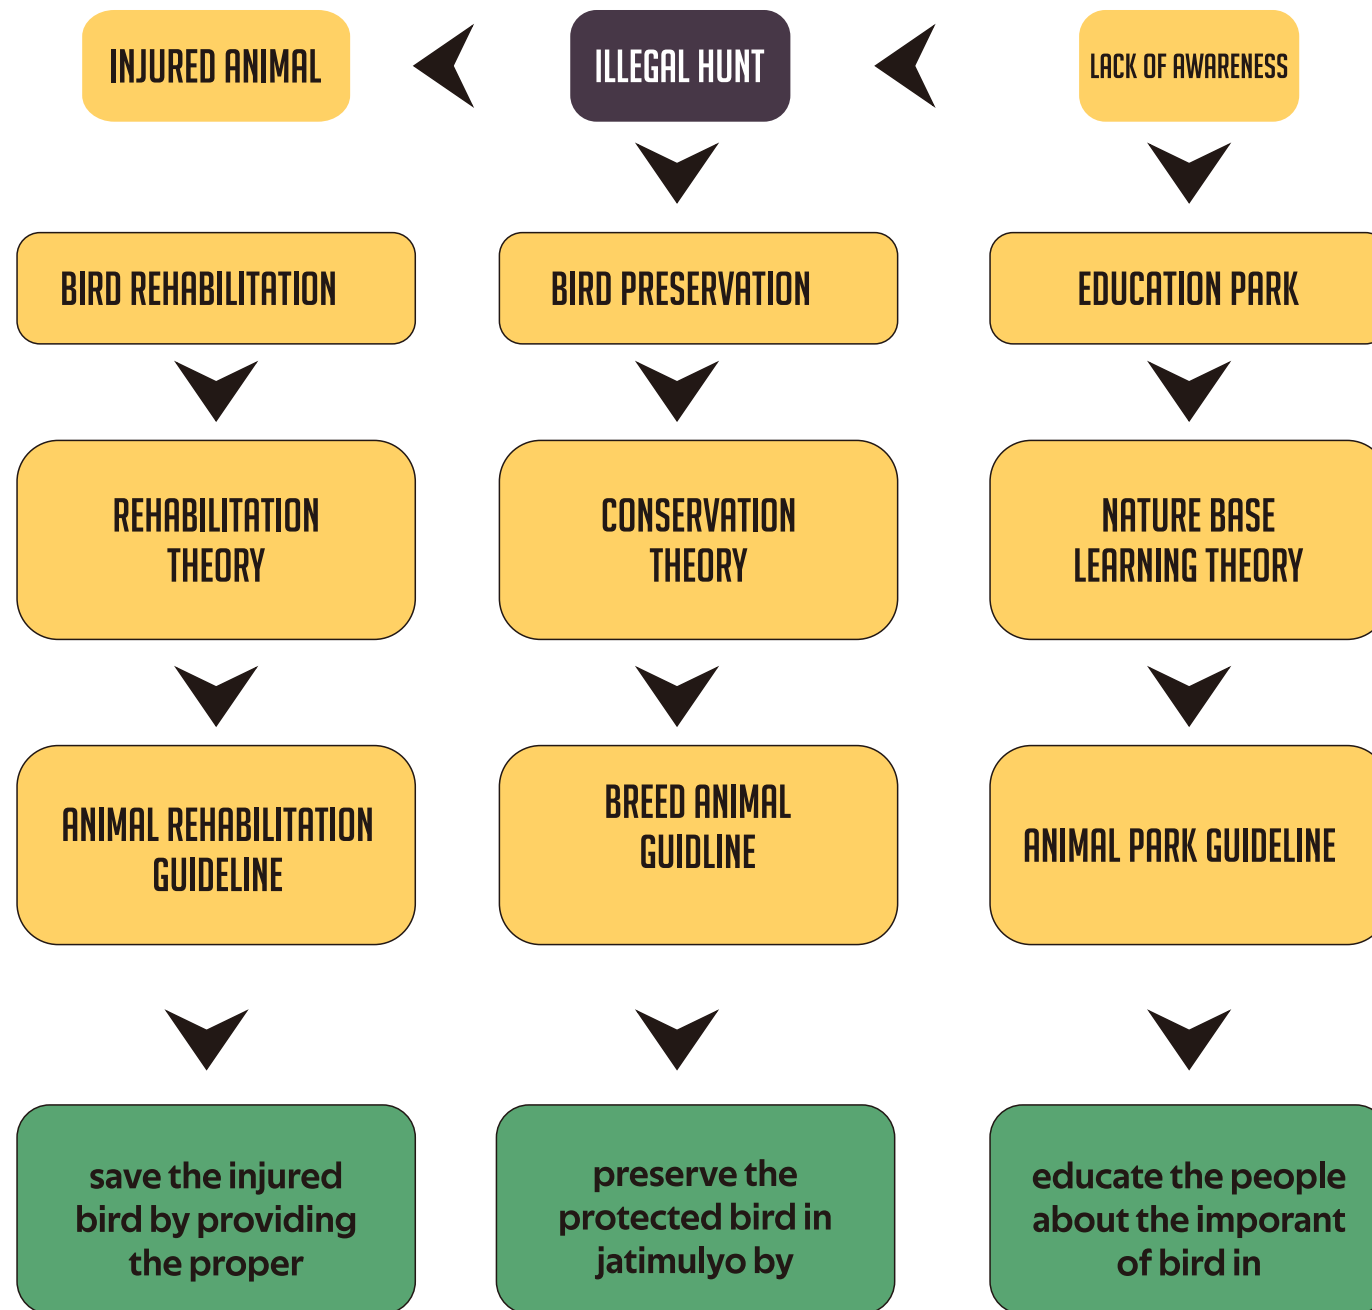 INJURED ANIMAL
ILLEGAL HUNT
LACK OF AWARENESS
BIRD REHABILITATION
BIRD PRESERVATION
EDUCATION PARK
REHABILITATION
THEORY
CONSERVATION
THEORY
NATURE BASE
LEARNING THEORY
ANIMAL REHABILITATION
GUIDELINE
BREED ANIMAL
GUIDLINE
ANIMAL PARK GUIDELINE
save the injured
bird by providing
the proper
preserve the
protected bird in
jatimulyo by
educate the people
about the imporant
of bird in